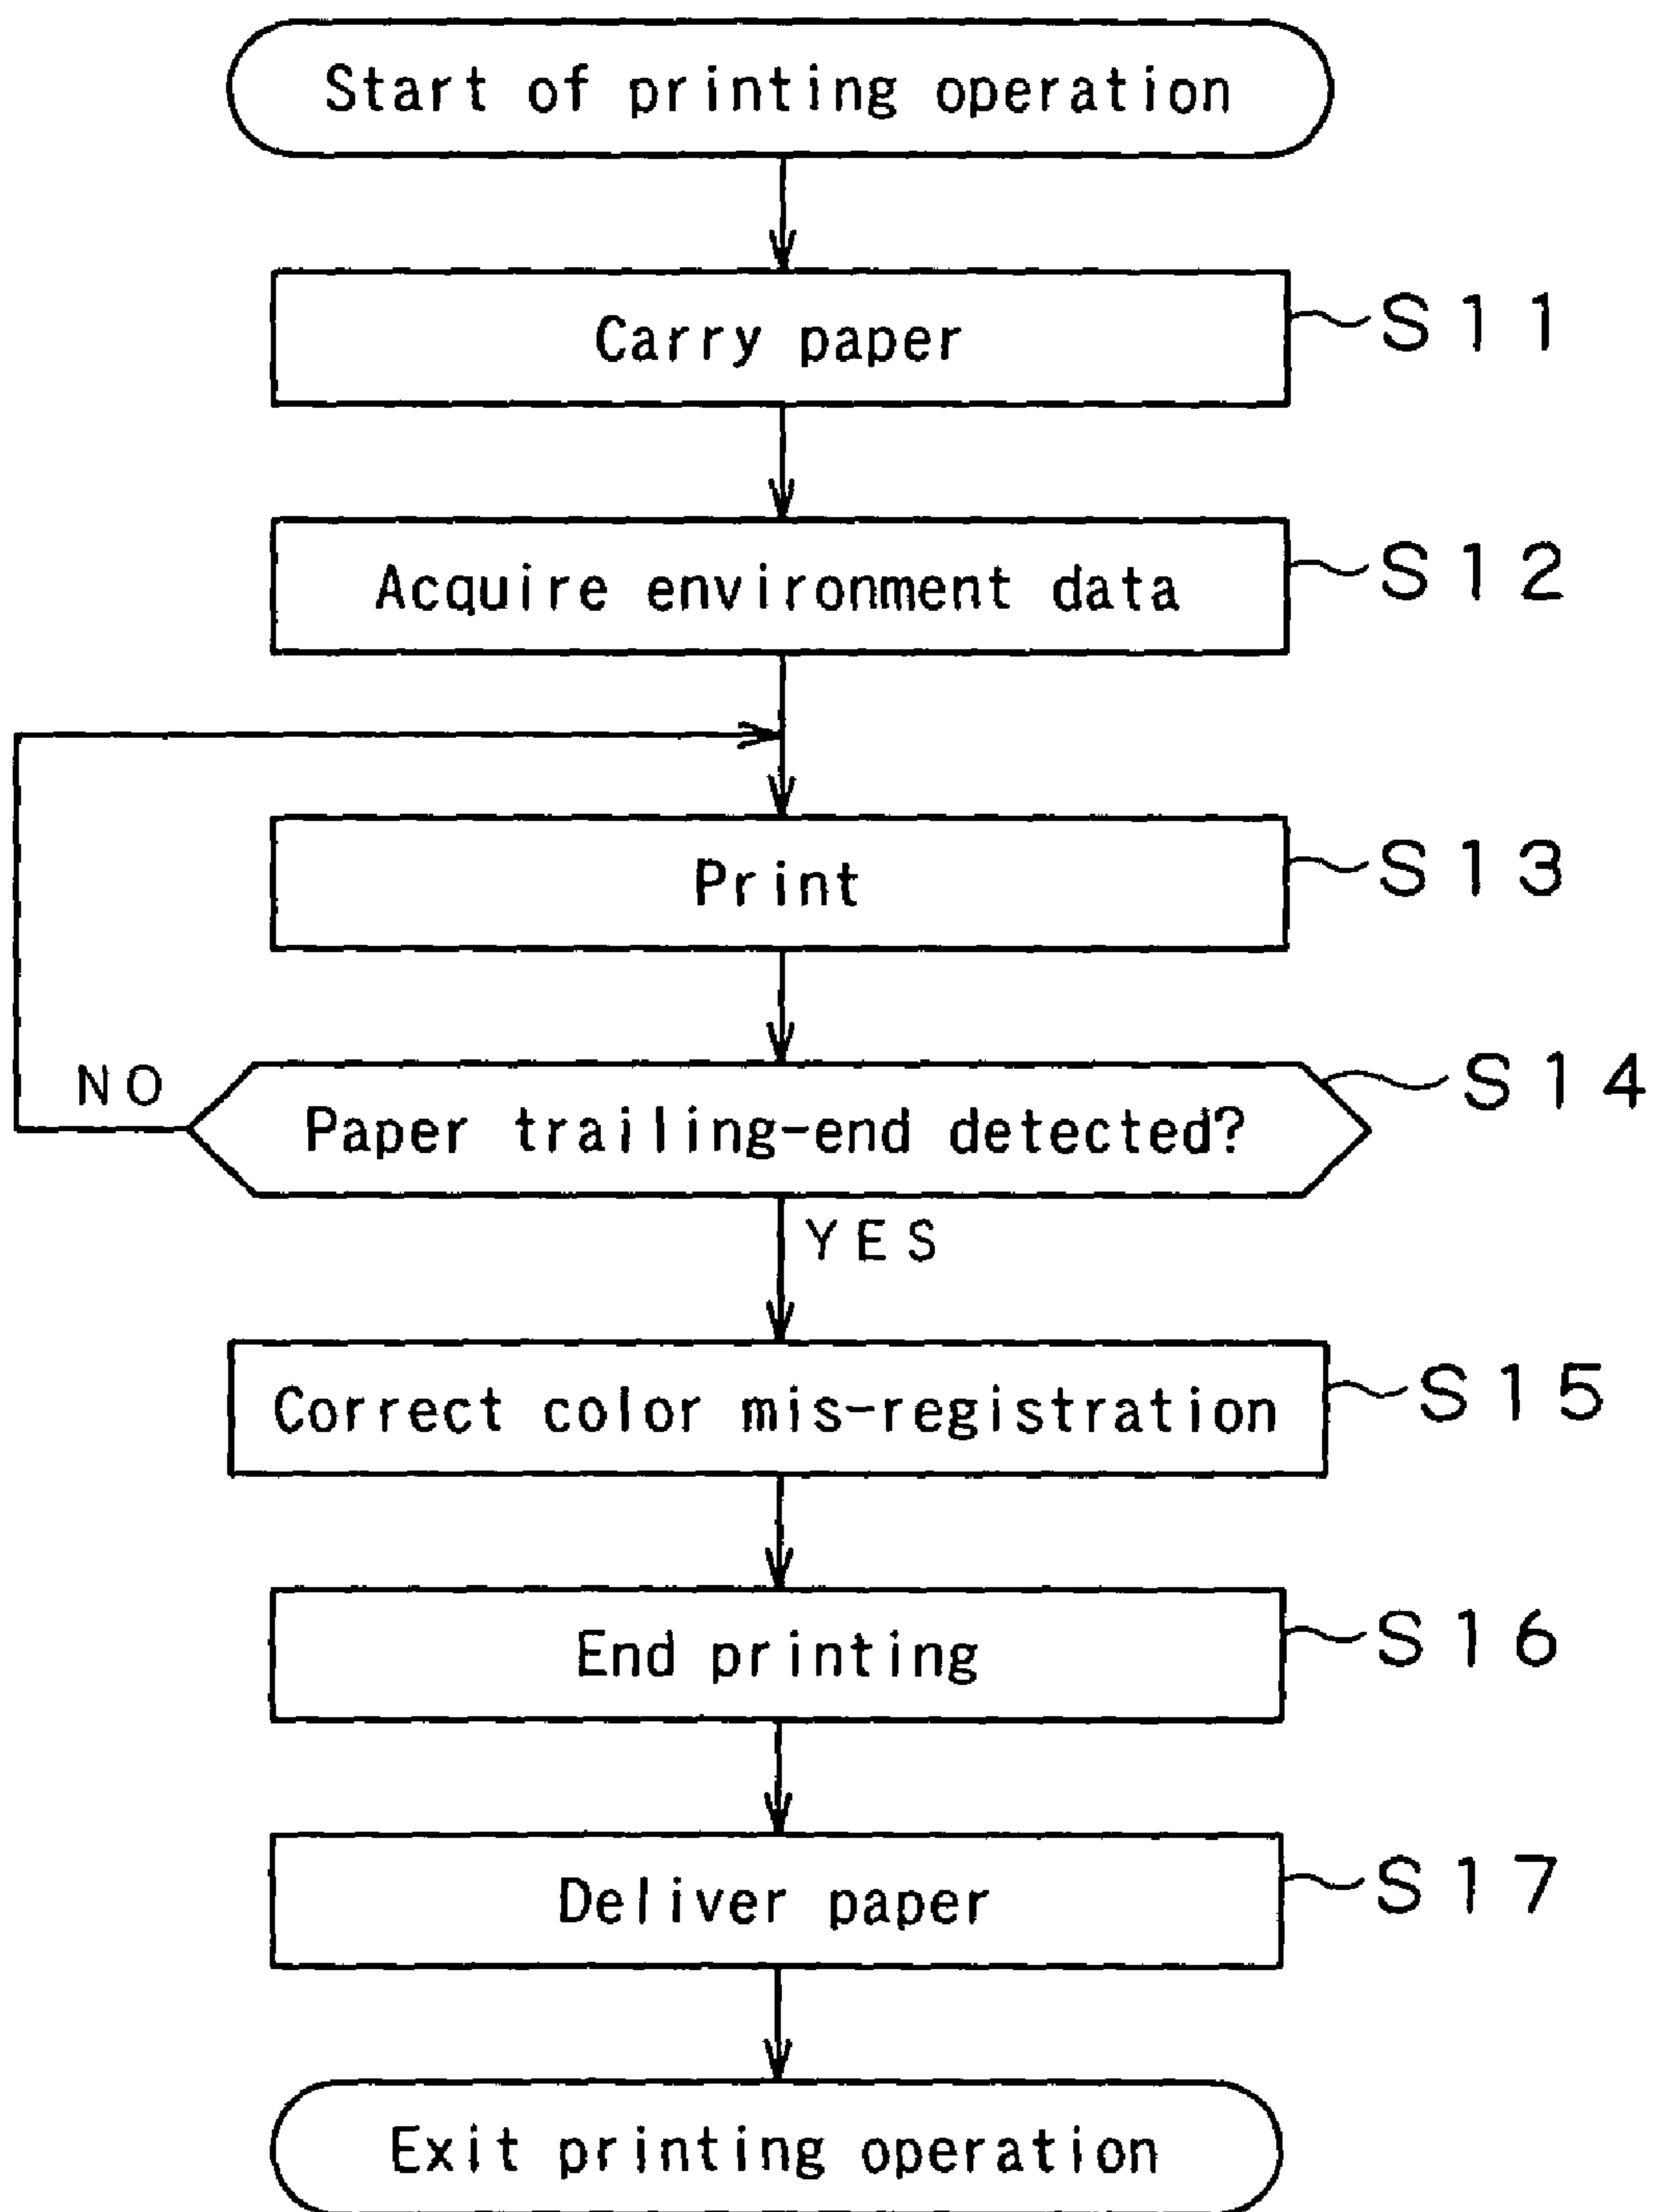 Start of printing operation
Carry paper
S11
Acquire environment data
S12
Print
S13
NO
Paper trailing-end detected?
S14
YES
Correct color mis-registration
S15
End printing
S16
Deliver paper
S17
Exit printing operation